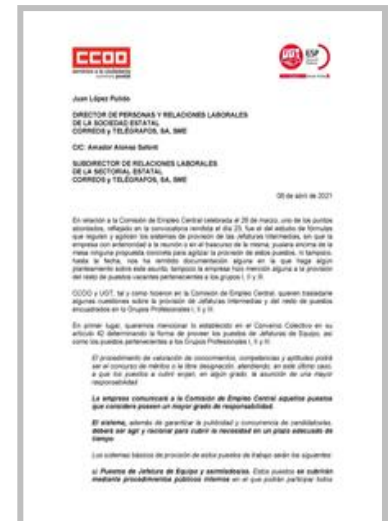 CCOO
servicios a la ciudadanía
UGT
Juan López Pulido
DIRECTOR DE PERSONAS Y RELACIONES LABORALES
DE LA SOCIEDAD ESTATAL
CORREOS y TELÉGRAFOS, SA, SME
C/C: Amador Alonso Safont
SUBDIRECTOR DE RELACIONES LABORALES
DE LA SECTORIAL ESTATAL
CORREOS y TELÉGRAFOS, SA, SME
de abril de 2021
En relación a la Comisión de Empleo Central celebrada el de marzo, uno de los puntos
abordados, reflejado en la convocatoria remitida el día 23, fue el del estudio de fórmulas
que regulen y agilicen los sistemas de provisión de las Jefaturas Intermedias, sin que la
empresa con anterioridad a la reunión o en el trascurso de la misma, pusiera encima de la
mesa ninguna propuesta concreta para agilizar la provisión de estos puestos, ni tampoco,
hasta la fecha, nos ha remitido documentación alguna en la que haga algún
planteamiento sobre este asunto, tampoco la empresa hizo mención alguna a la provisión
del resto de puestos vacantes pertenecientes a los grupos I, II y III.
CCOO y UGT, tal y como hicieron en la Comisión de Empleo Central, quieren trasladarle
algunas cuestiones sobre la provisión de Jefaturas Intermedias y del resto de puestos
encuadrados en lo Grupos Profesionales I, II y III.
En primer lugar, queremos mencionar lo establecido en el Convenio Colectivo en su
artículo 42 determinando la forma de proveer los puestos de Jefaturas de Equipo, así
como los puestos pertenecientes a los Grupos Profesionales I, II y III.
El procedimiento de valoración de conocimientos, competencias y aptitudes podrá
ser el concurso de méritos o la libre designación, atendiendo, en este último caso,
a que los puestos a cubrir exijan, en algún grado, la asunción de una mayor
responsabilidad.
La empresa comunicará a la Comisión de Empleo Central aquellos puestos
que considera poseen un mayor grado de responsabilidad.
El sistema, además de garantizar la publicidad y concurrencia de candidaturas,
deberá ser ágil y racional para cubrir la necesidad en un plazo adecuado de
tiempo.
Los sistemas básicos de provisión de estos puestos de trabajo serán los siguientes:
a) Puestos de Jefatura de Equipo y asimilados/as. Estos puestos se cubrirán
mediante procedimientos públicos internos en el que podrán participar todos